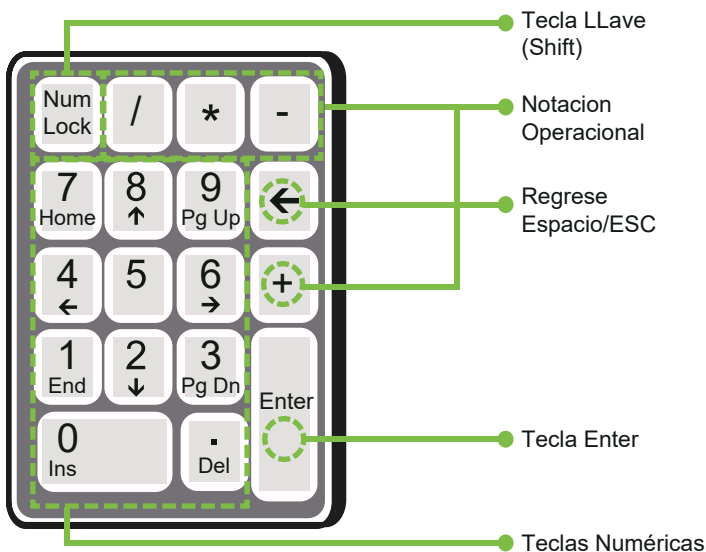 Tecla LLave
(Shift)
Num
Lock
/
*
-
Notacion
Operacional
7
Home
8
↑
9
Pg Up
←
Regrese
Espacio/ESC
4
←
5
6
→
+
1
End
2
↓
3
Pg Dn
Enter
0
Ins
.
Del
Tecla Enter
Teclas Numéricas